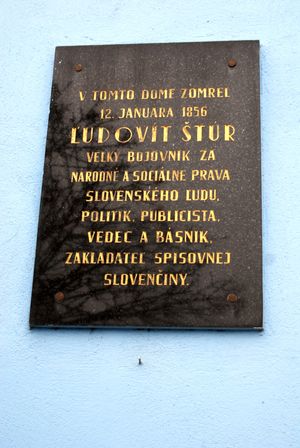 V TOMTO DOME ZOMREL
12. JANUÁRA 1856
ĽUDOVÍT ŠTÚR
VEĽKÝ BOJOVNÍK ZA
NÁRODNÉ A SOCIÁLNE PRÁVA
SLOVENSKÉHO ĽUDU,
POLITIK, PUBLICISTA,
VEDEC A BÁSNIK,
ZAKLADATEĽ SPISOVNEJ
SLOVENČINY.